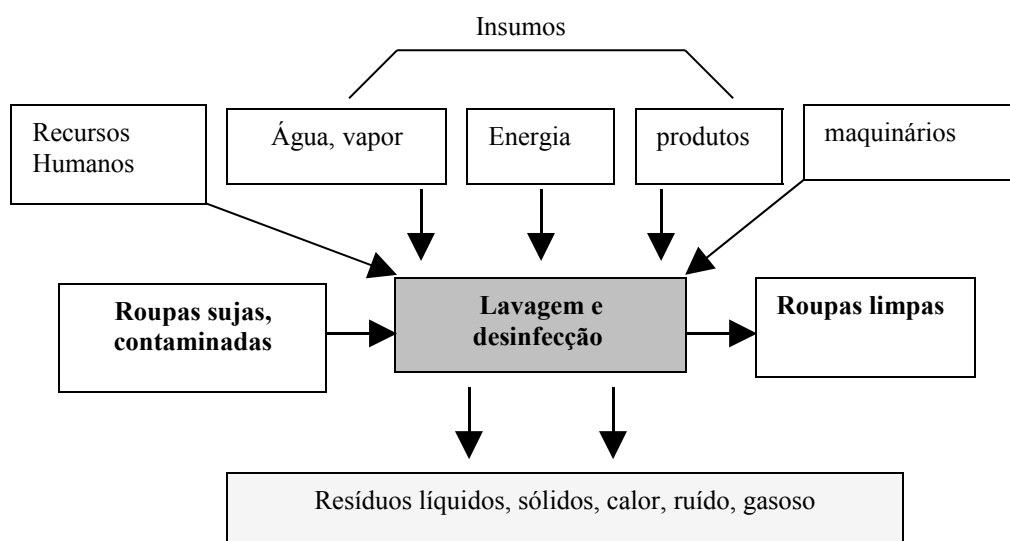 Insumos
Recursos
Humanos
Água, vapor
Energia
produtos
maquinários
Roupas sujas,
contaminadas
Lavagem e
desinfecção
Roupas limpas
Resíduos líquidos, sólidos, calor, ruído, gasoso